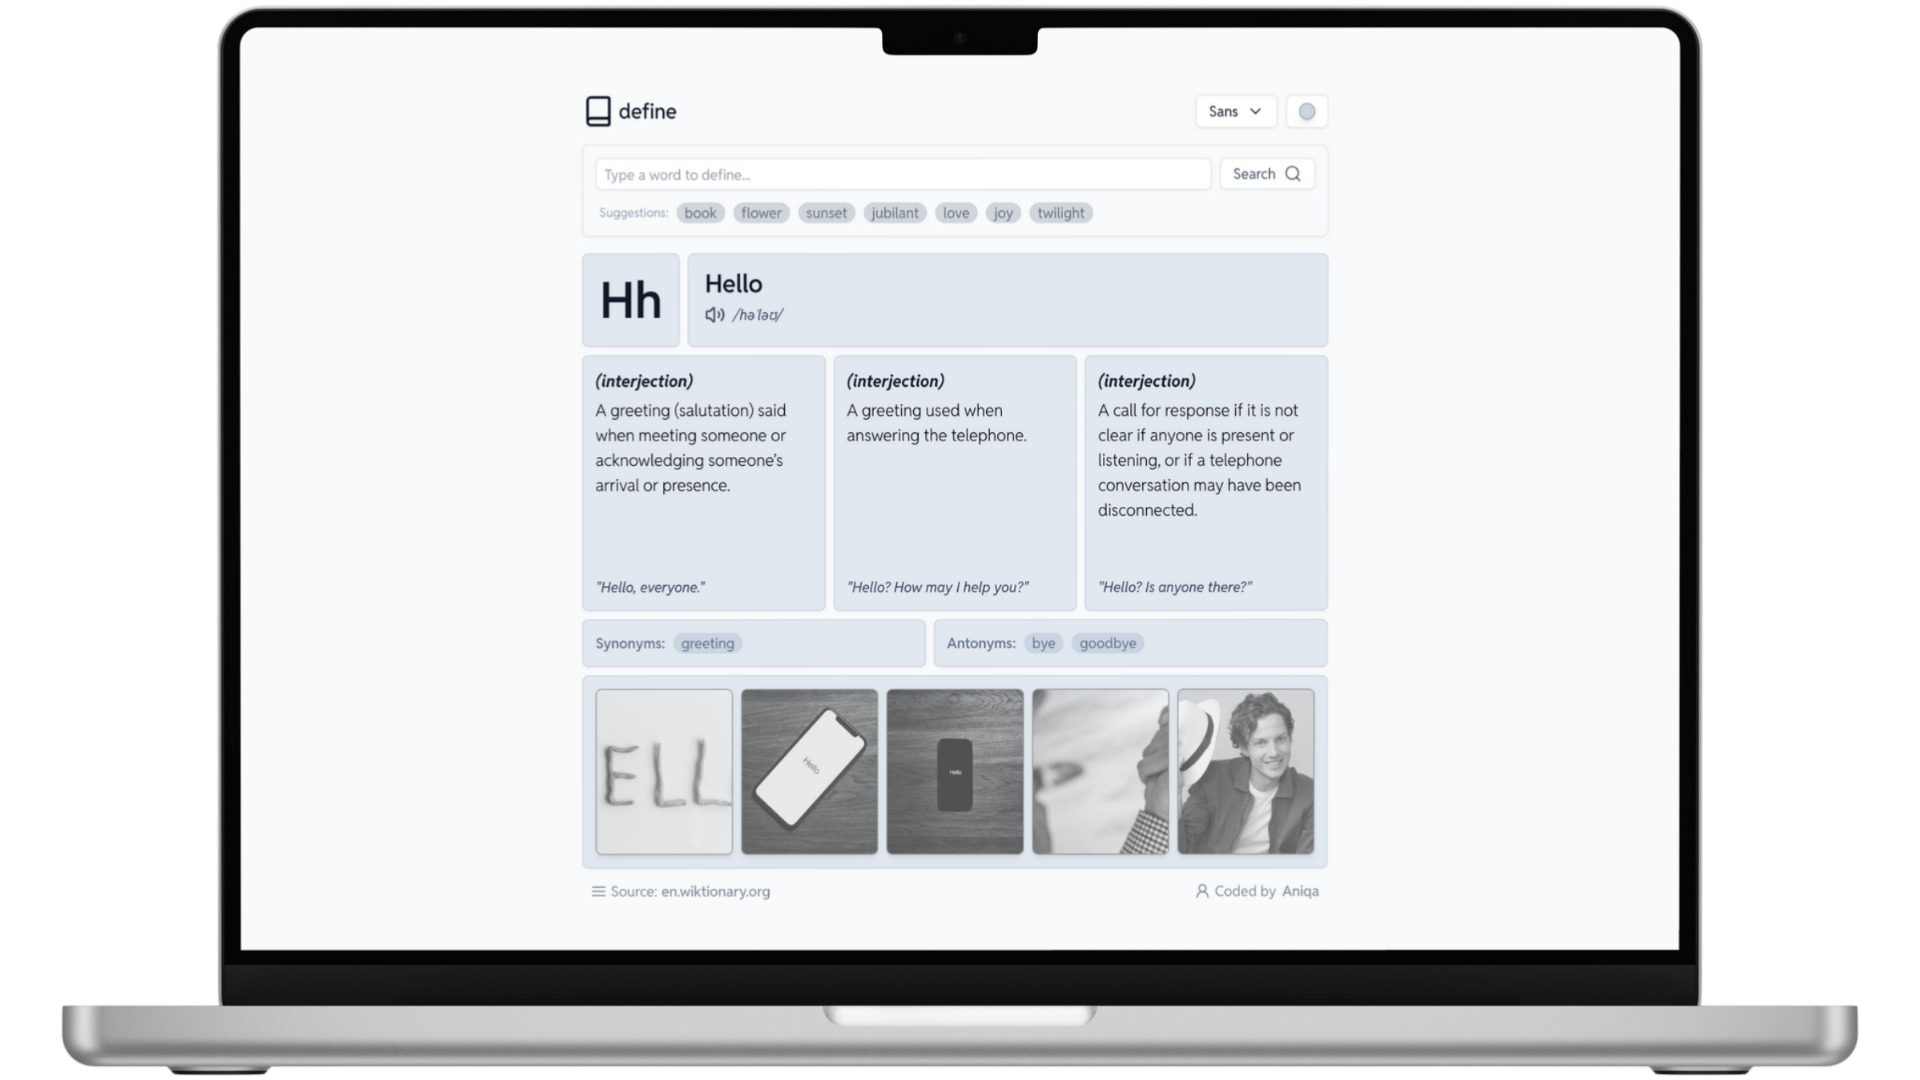 define
Sans
Type a word to define...
Search
Suggestions: book flower sunset jubilant love joy twilight
Hh
Hello
/həˈləʊ/
(interjection)
A greeting (salutation) said
when meeting someone or
acknowledging someone's
arrival or presence.
"Hello, everyone."
(interjection)
A greeting used when
answering the telephone.
"Hello? How may I help you?"
(interjection)
A call for response if it is not
clear if anyone is present or
listening, or if a telephone
conversation may have been
disconnected.
"Hello? Is anyone there?"
Synonyms: greeting
Antonyms: bye goodbye
ELL
Hello
Hello
Source: en.wiktionary.org
Coded by Aniqa